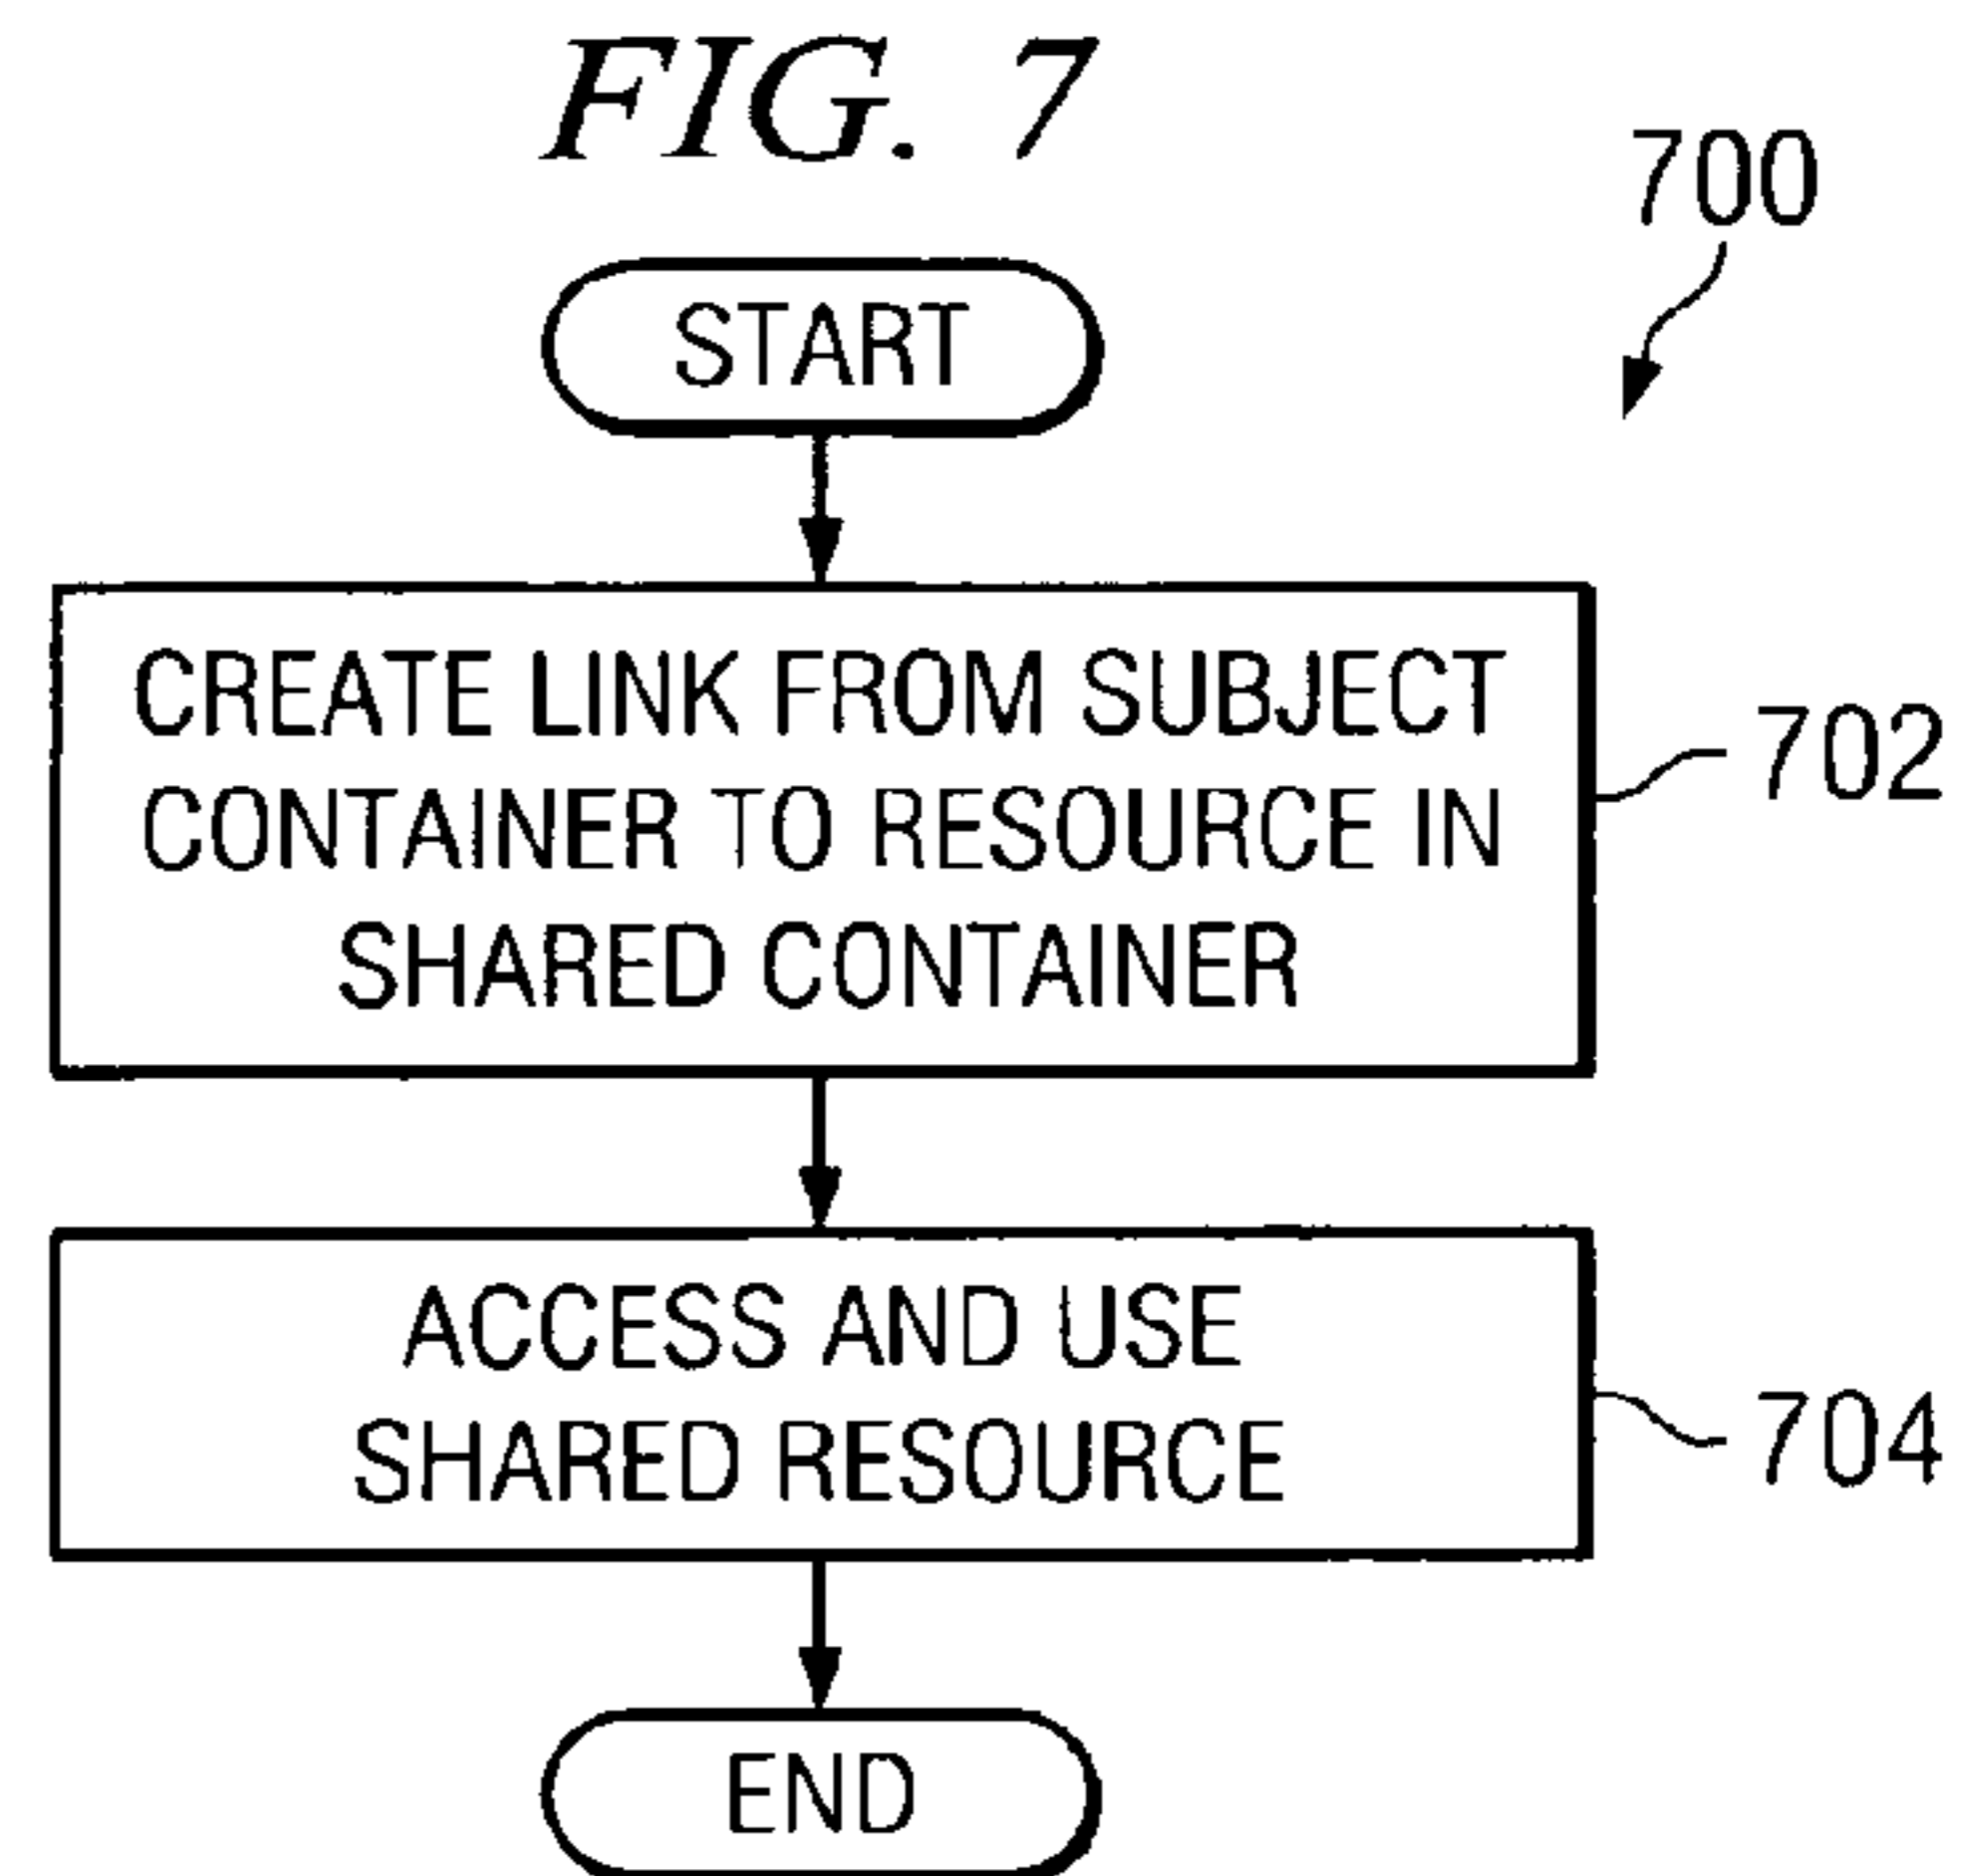 FIG. 7
700
START
CREATE LINK FROM SUBJECT
CONTAINER TO RESOURCE IN
SHARED CONTAINER
702
ACCESS AND USE
SHARED RESOURCE
704
END